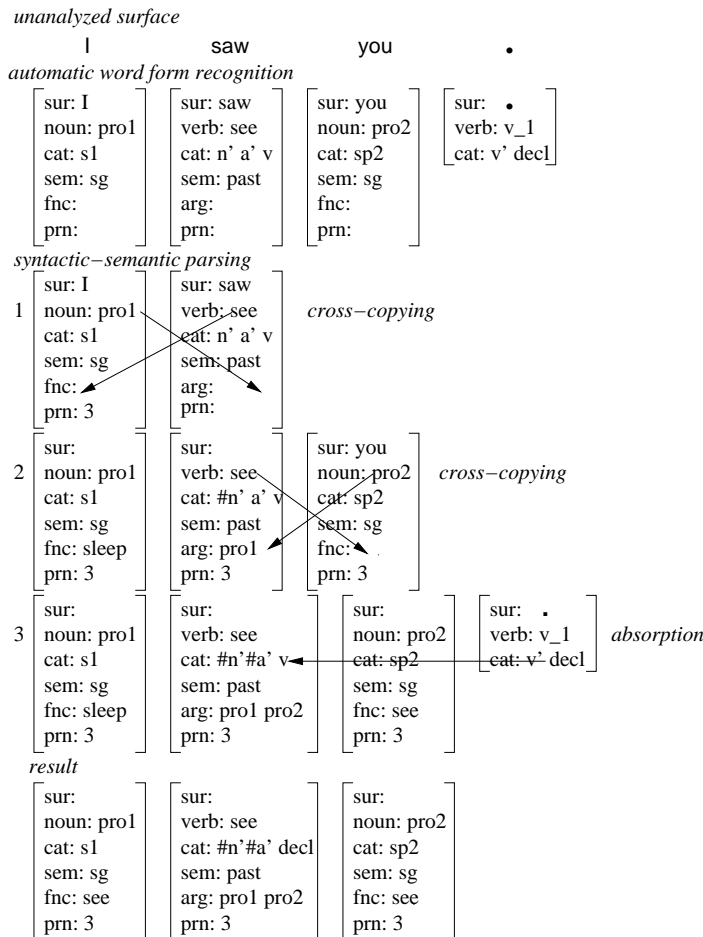 unanalyzed surface
I saw you .
automatic word form recognition
sur: I sur: saw sur: you sur: .
noun: pro1 verb: see noun: pro2 verb: v_1
cat: s1 cat: n' a' v cat: sp2 cat: v' decl
sem: sg sem: past sem: sg
fnc: arg: fnc:
prn: prn: prn:
syntactic−semantic parsing
sur: I sur: saw
1 noun: pro1 verb: see cross−copying
cat: s1 cat: n' a' v
sem: sg sem: past
fnc: arg:
prn: 3 prn:
sur: sur: sur: you
2 noun: pro1 verb: see noun: pro2 cross−copying
cat: s1 cat: #n' a' v cat: sp2
sem: sg sem: past sem: sg
fnc: sleep arg: pro1 fnc:
prn: 3 prn: 3 prn: 3
sur: sur: sur: sur: .
3 noun: pro1 verb: see noun: pro2 verb: v_1 absorption
cat: s1 cat: #n'#a' v cat: sp2 cat: v' decl
sem: sg sem: past sem: sg
fnc: sleep arg: pro1 pro2 fnc: see
prn: 3 prn: 3 prn: 3
result
sur: sur: sur:
noun: pro1 verb: see noun: pro2
cat: s1 cat: #n'#a' decl cat: sp2
sem: sg sem: past sem: sg
fnc: see arg: pro1 pro2 fnc: see
prn: 3 prn: 3 prn: 3